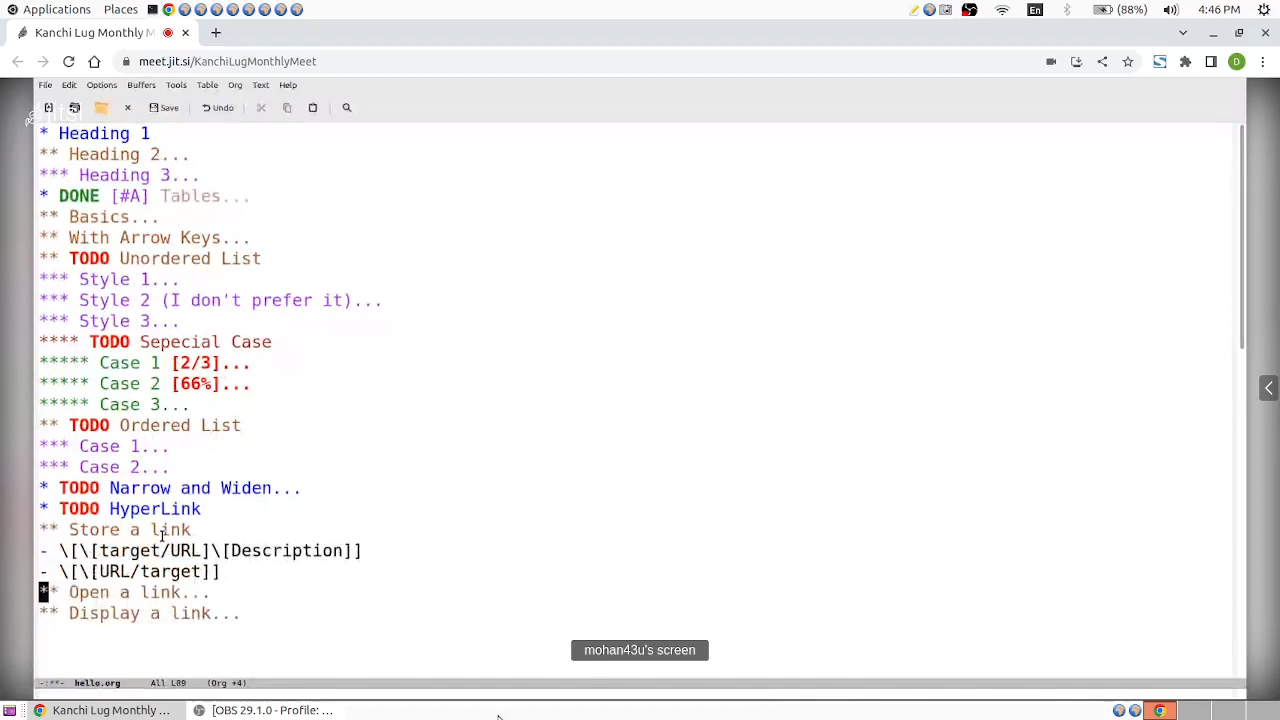 Applications Places En (88%) 4:46 PM
Kanchi Lug Monthly M
meet.jit.si/KanchiLugMonthlyMeet D
File Edit Options Buffers Tools Table Org Text Help
Save Undo
jitsi
* Heading 1
** Heading 2...
*** Heading 3...
* DONE [#A] Tables...
** Basics...
** With Arrow Keys...
** TODO Unordered List
*** Style 1...
*** Style 2 (I don't prefer it)...
*** Style 3...
**** TODO Sepecial Case
***** Case 1 [2/3]...
***** Case 2 [66%]...
***** Case 3...
** TODO Ordered List
*** Case 1...
*** Case 2...
* TODO Narrow and Widen...
* TODO HyperLink
** Store a link
- \[\[target/URL]\[Description]]
- \[\[URL/target]]
** Open a link...
** Display a link...
mohan43u's screen
-:**- hello.org All L89 (Org +4)
Kanchi Lug Monthly ... [OBS 29.1.0 - Profile: ...